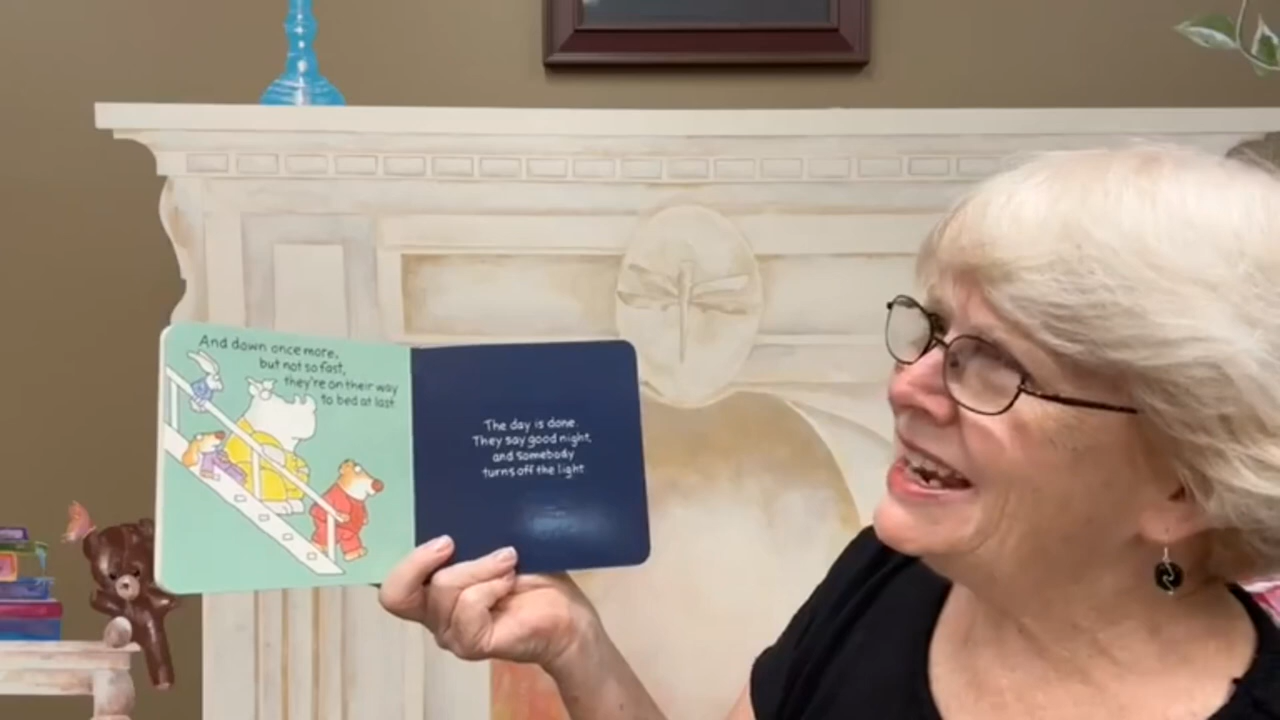 And down once more,
but not so fast,
they're on their way
to bed at last.
The day is done.
They say good night,
and somebody
turns off the light.